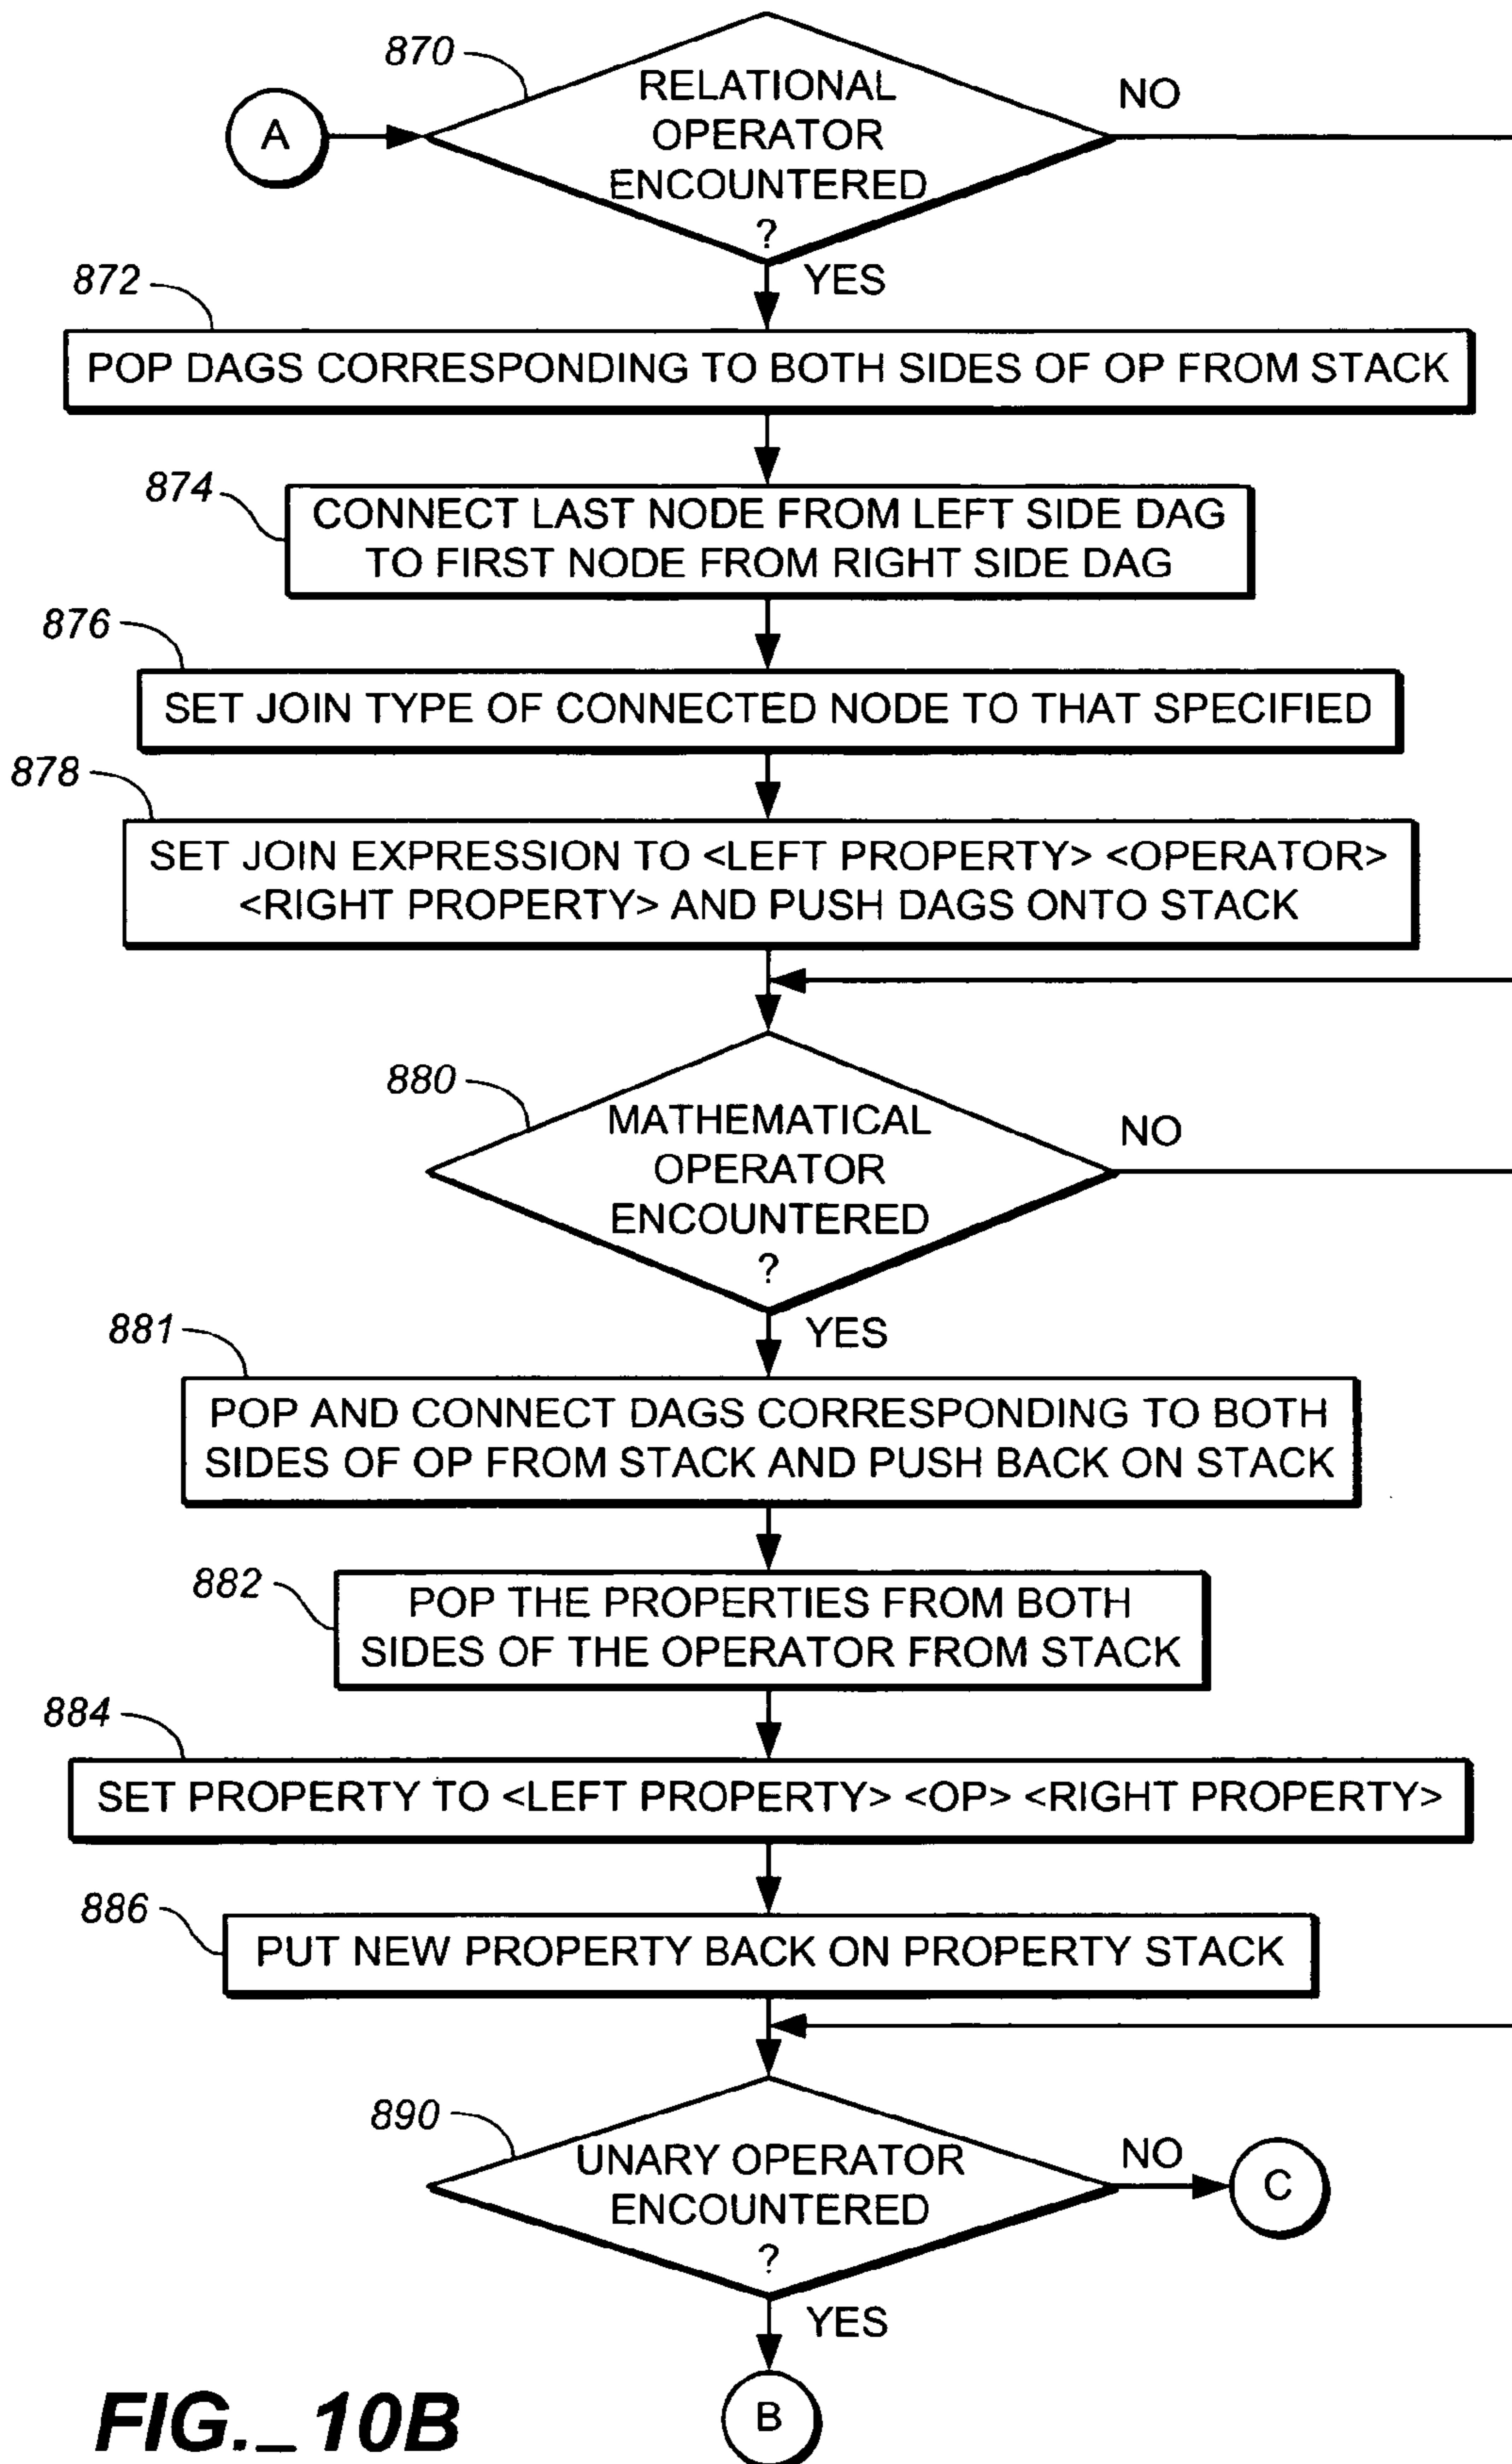 870
RELATIONAL
OPERATOR
ENCOUNTERED
?
NO
A
YES
872
POP DAGS CORRESPONDING TO BOTH SIDES OF OP FROM STACK
874
CONNECT LAST NODE FROM LEFT SIDE DAG
TO FIRST NODE FROM RIGHT SIDE DAG
876
SET JOIN TYPE OF CONNECTED NODE TO THAT SPECIFIED
878
SET JOIN EXPRESSION TO <LEFT PROPERTY> <OPERATOR>
<RIGHT PROPERTY> AND PUSH DAGS ONTO STACK
880
MATHEMATICAL
OPERATOR
ENCOUNTERED
?
NO
YES
881
POP AND CONNECT DAGS CORRESPONDING TO BOTH
SIDES OF OP FROM STACK AND PUSH BACK ON STACK
882
POP THE PROPERTIES FROM BOTH
SIDES OF THE OPERATOR FROM STACK
884
SET PROPERTY TO <LEFT PROPERTY> <OP> <RIGHT PROPERTY>
886
PUT NEW PROPERTY BACK ON PROPERTY STACK
890
UNARY OPERATOR
ENCOUNTERED
?
NO
C
YES
B
FIG._10B